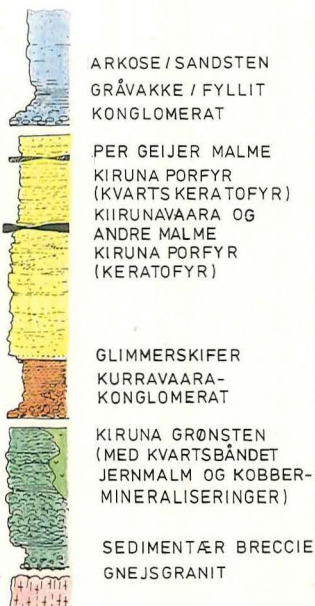 ARKOSE/SANDSTEN
GRÅVAKKE / FYLLIT
KONGLOMERAT
PER GEIJER MALME
KIRUNA PORFYR
(KVARTSKERATOFYR)
KIIRUNAVAARA OG
ANDRE MALME
KIRUNA PORFYR
(KERATOFYR)
GLIMMERSKIFER
KURRAVAARA-
KONGLOMERAT
KIRUNA GRØNSTEN
(MED KVARTSBÅNDET
JERNMALM OG KOBBER-
MINERALISERINGER)
SEDIMENTÆR BRECCIE
GNEJSGRANIT